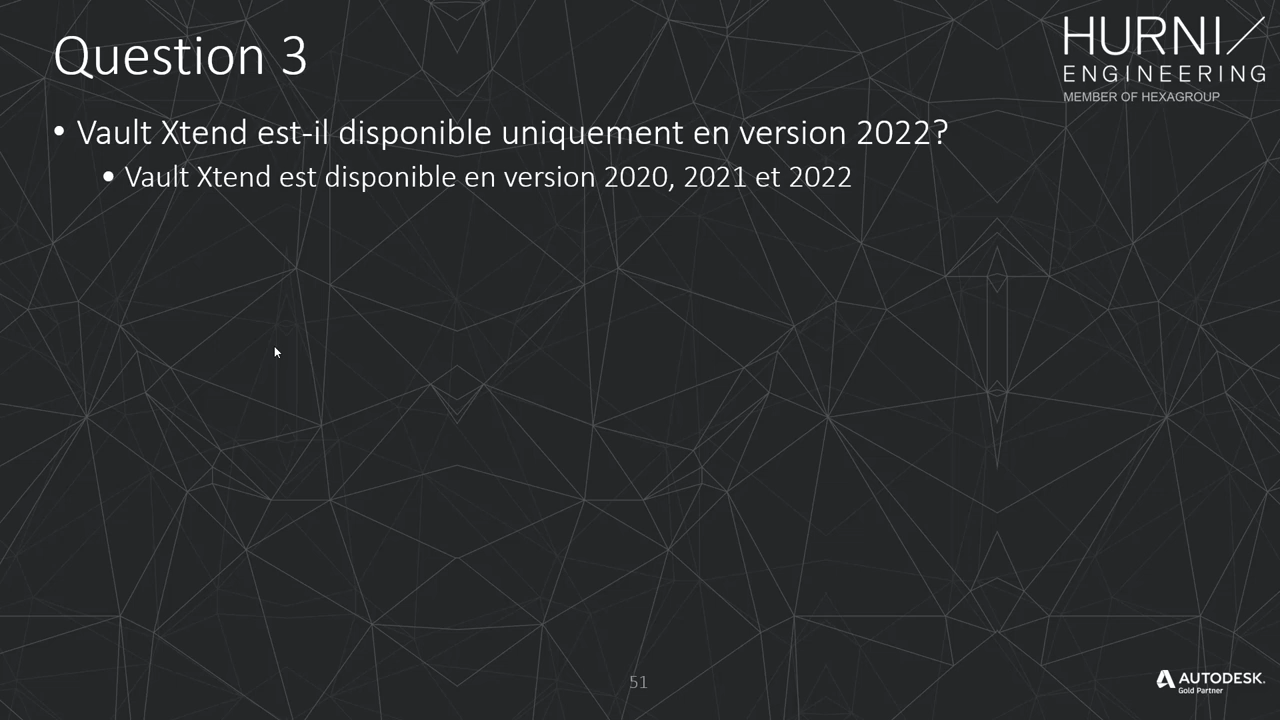 Question 3
HURNI
ENGINEERING
MEMBER OF HEXAGROUP
• Vault Xtend est-il disponible uniquement en version 2022?
• Vault Xtend est disponible en version 2020, 2021 et 2022
51
AUTODESK.
Gold Partner